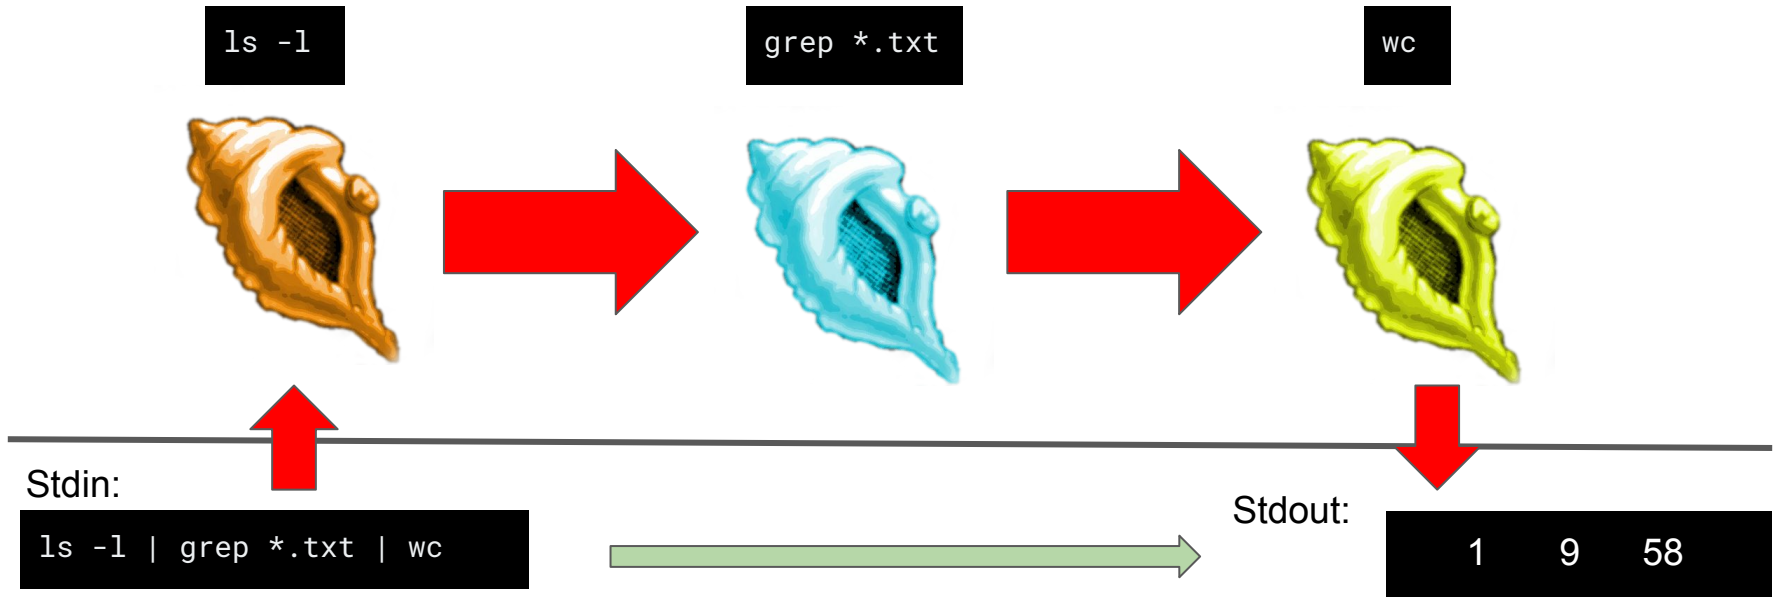 ls -l
grep *.txt
wc
Stdin:
ls -l | grep *.txt | wc
Stdout:
1 9 58